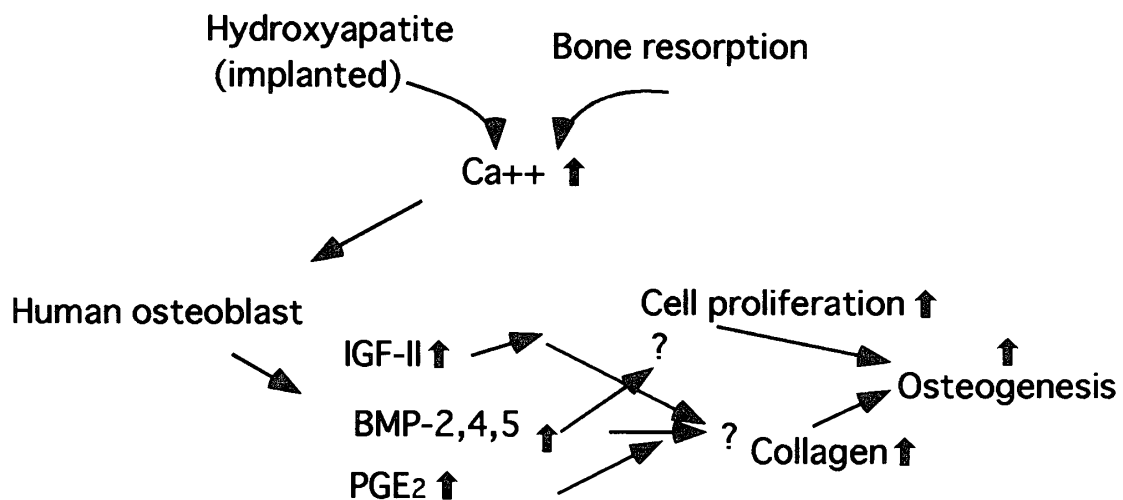 Hydroxyapatite
(implanted)
Bone resorption
Ca++
Human osteoblast
Cell proliferation
IGF-II
?
Osteogenesis
BMP-2,4,5
?
Collagen
PGE2